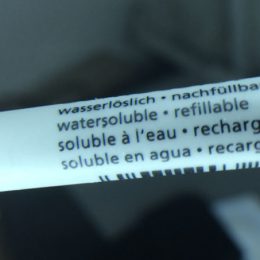 wasserlöslich • nachfüllba
watersoluble • refillable
soluble à l'eau • recharg
soluble en agua • recarg